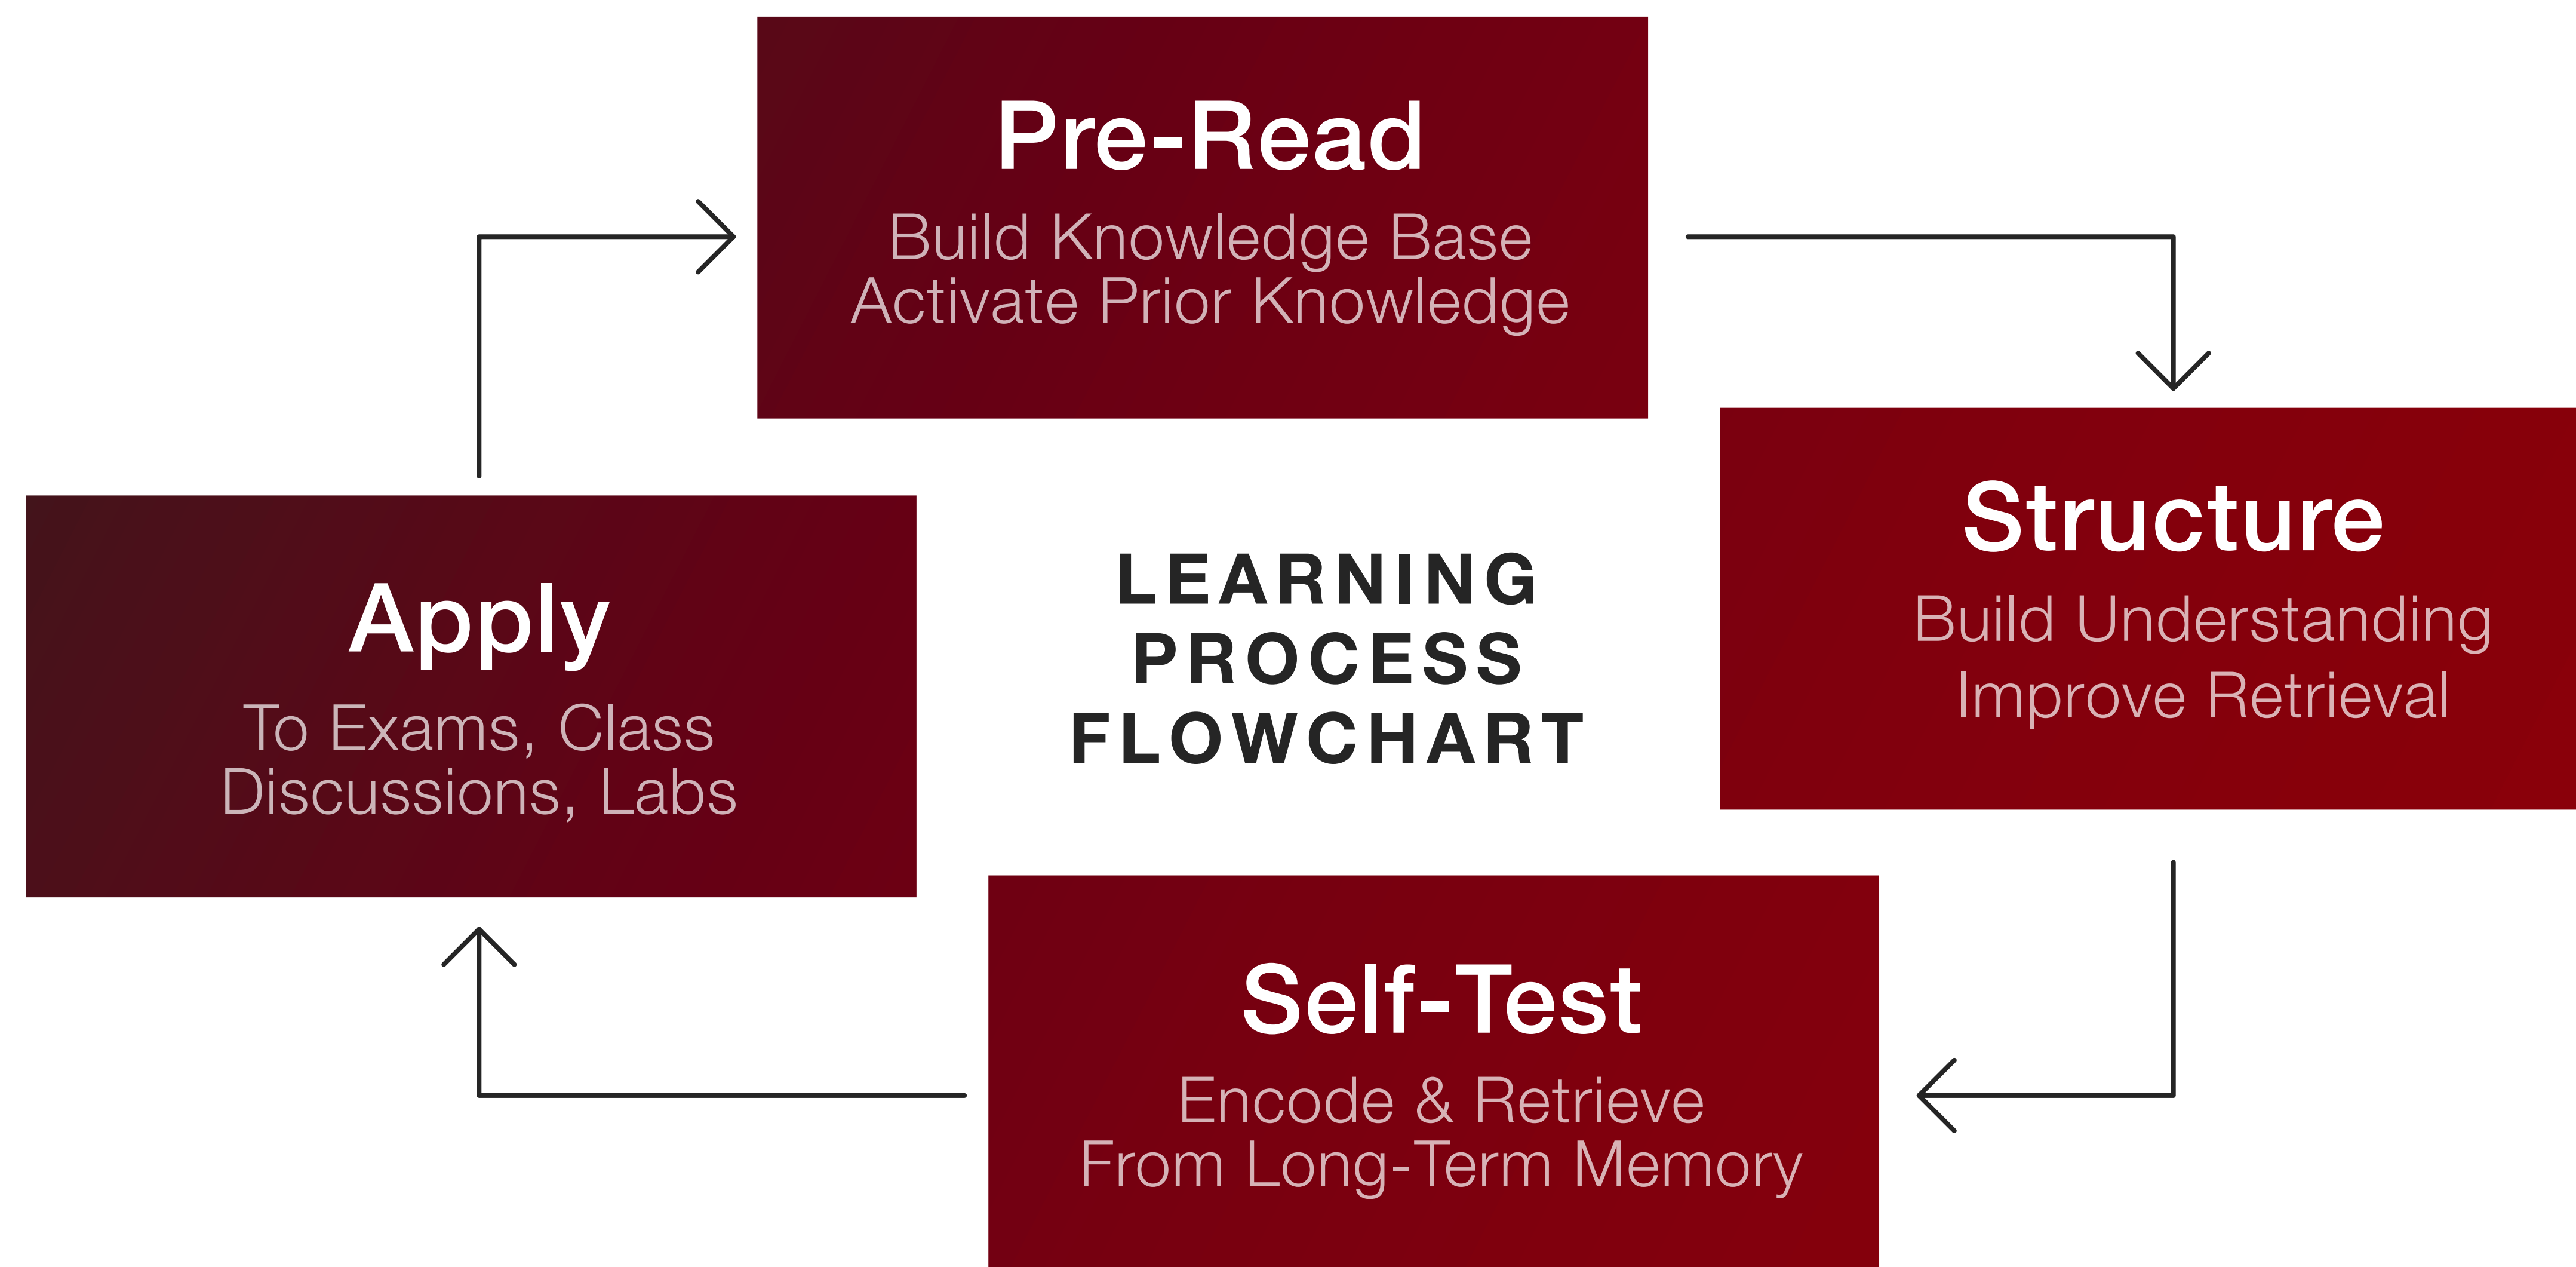 Pre-Read
Build Knowledge Base
Activate Prior Knowledge
Structure
Build Understanding
Improve Retrieval
LEARNING
PROCESS
FLOWCHART
Apply
To Exams, Class
Discussions, Labs
Self-Test
Encode & Retrieve
From Long-Term Memory